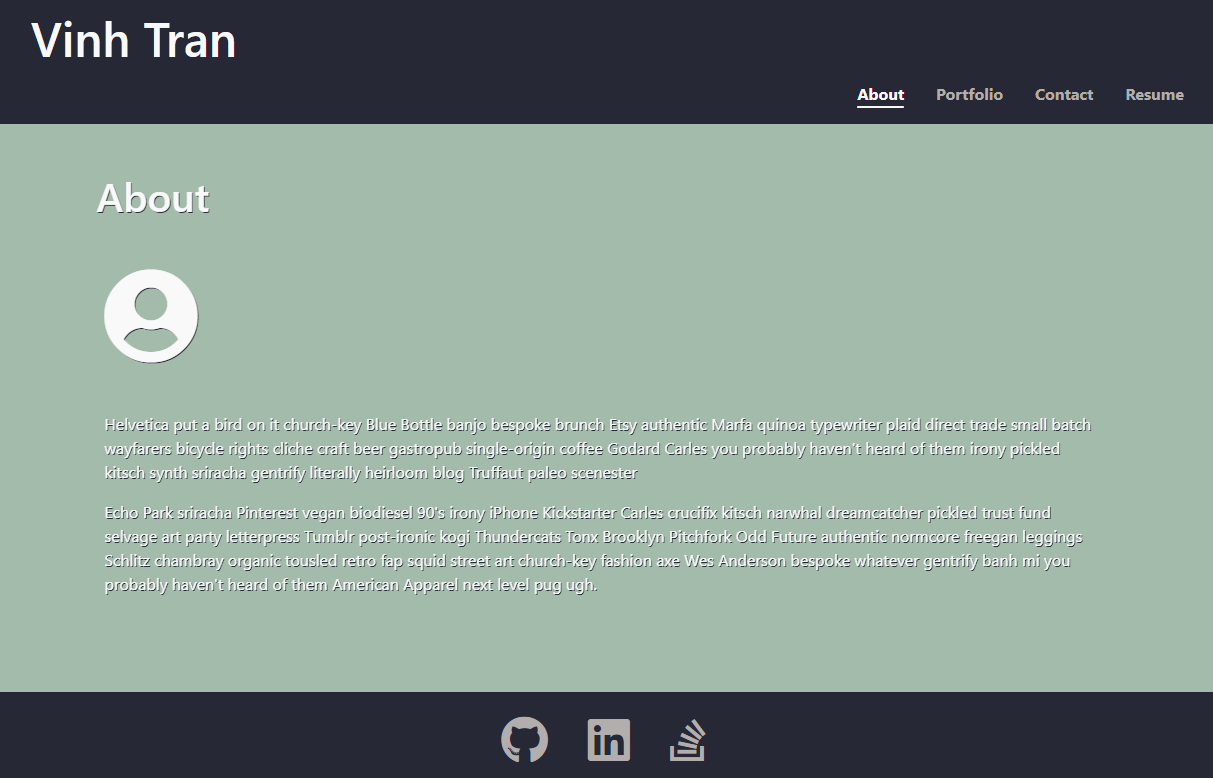 Vinh Tran
About Portfolio Contact Resume
About
Helvetica put a bird on it church-key Blue Bottle banjo bespoke brunch Etsy authentic Marfa quinoa typewriter plaid direct trade small batch
wayfarers bicycle rights cliche craft beer gastropub single-origin coffee Godard Carles you probably haven't heard of them irony pickled
kitsch synth sriracha gentrify literally heirloom blog Truffaut paleo scenester
Echo Park sriracha Pinterest vegan biodiesel 90's irony iPhone Kickstarter Carles crucifix kitsch narwhal dreamcatcher pickled trust fund
selvage art party letterpress Tumblr post-ironic kogi Thundercats Tonx Brooklyn Pitchfork Odd Future authentic normcore freegan leggings
Schlitz chambray organic tousled retro fap squid street art church-key fashion axe Wes Anderson bespoke whatever gentrify banh mi you
probably haven't heard of them American Apparel next level pug ugh.
in